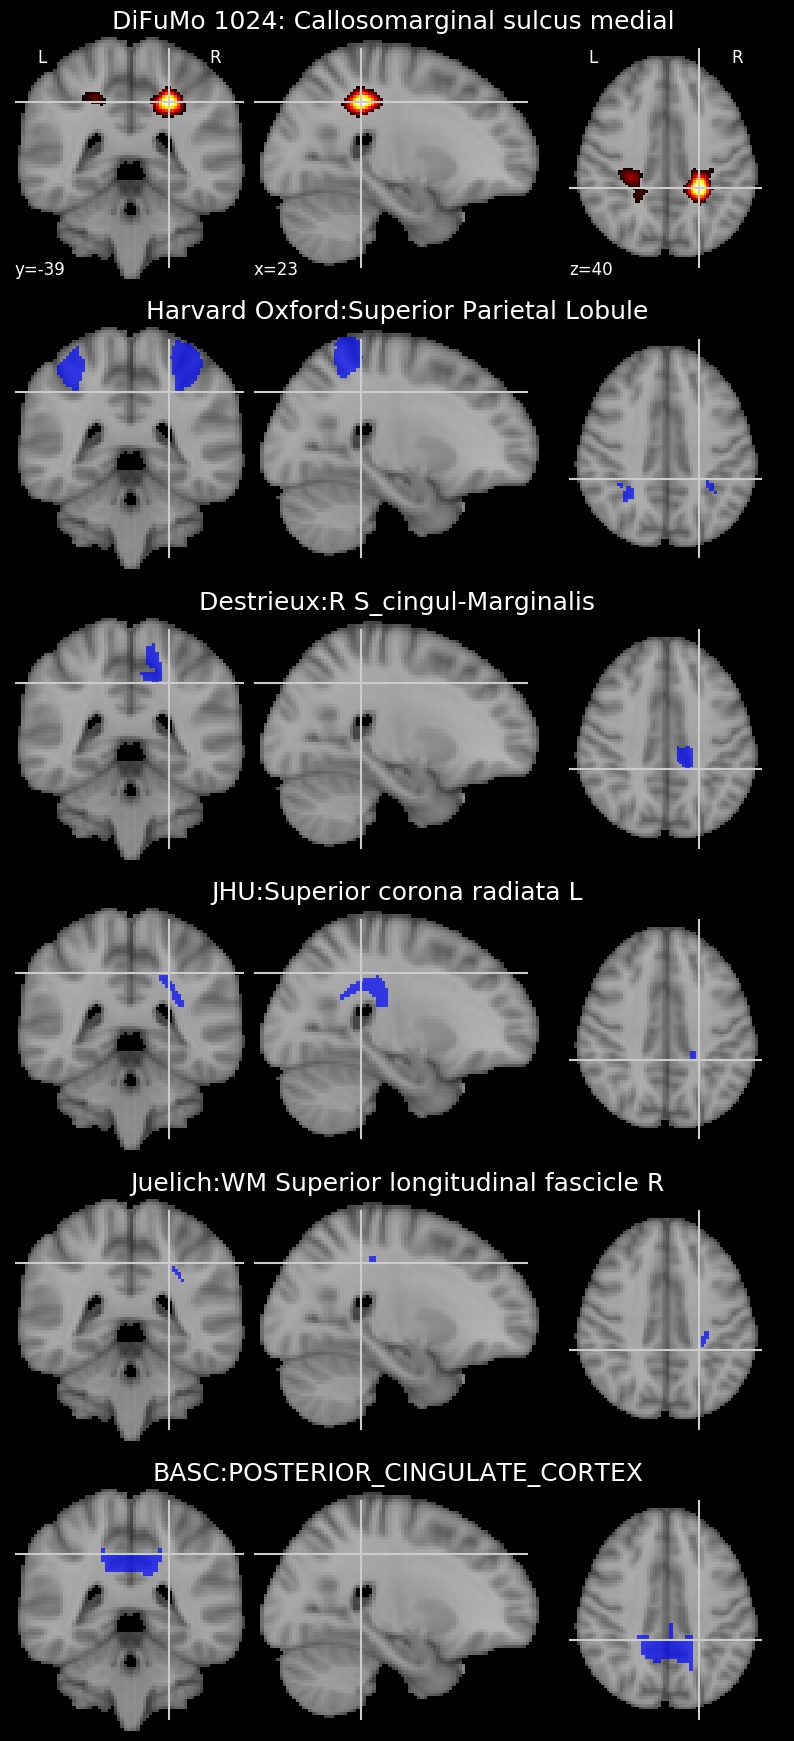 DiFuMo 1024: Callosomarginal sulcus medial
L R L R
y=-39 x=23 z=40
Harvard Oxford:Superior Parietal Lobule
Destrieux:R S_cingul-Marginalis
JHU:Superior corona radiata L
Juelich:WM Superior longitudinal fascicle R
BASC:POSTERIOR_CINGULATE_CORTEX